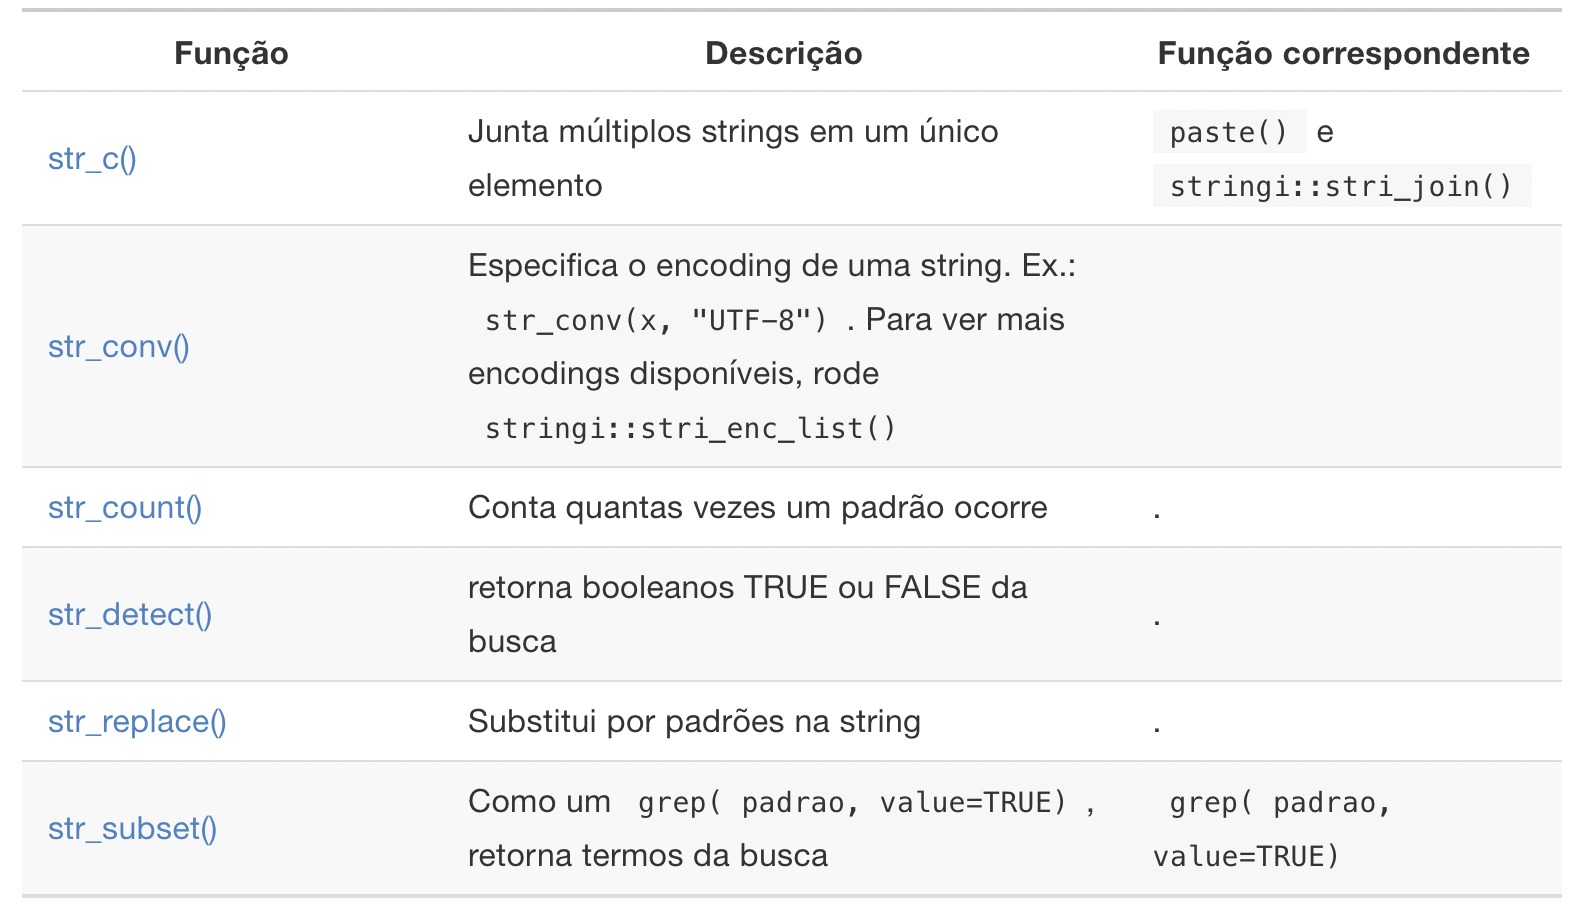 Função Descrição Função correspondente
str_c() Junta múltiplos strings em um único elemento paste() e stringi::stri_join()
str_conv() Especifica o encoding de uma string. Ex.: str_conv(x, "UTF-8") . Para ver mais encodings disponíveis, rode stringi::stri_enc_list()
str_count() Conta quantas vezes um padrão ocorre .
str_detect() retorna booleanos TRUE ou FALSE da busca .
str_replace() Substitui por padrões na string .
str_subset() Como um grep( padrao, value=TRUE) , retorna termos da busca grep( padrao, value=TRUE)